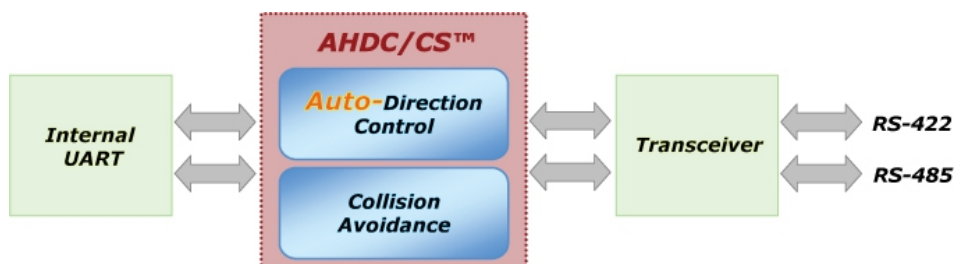 AHDC/CS™
Auto-Direction
Control
Internal
UART
Transceiver
RS-422
RS-485
Collision
Avoidance